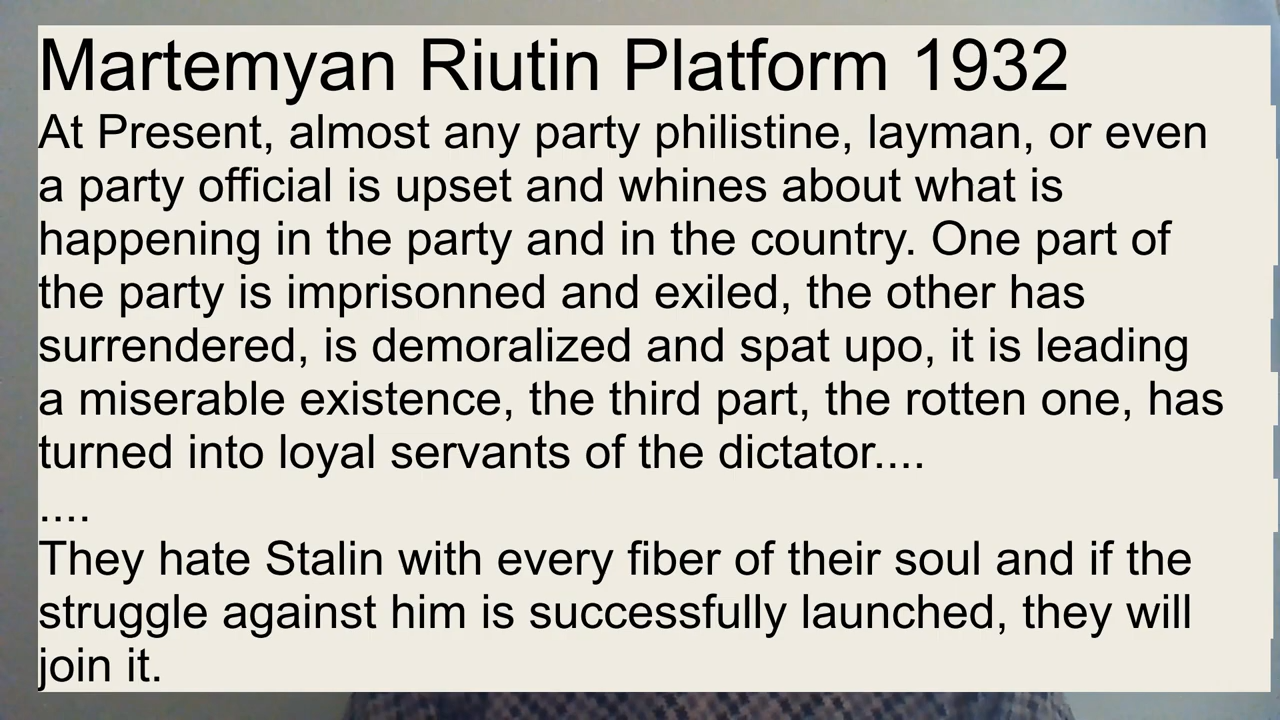 Martemyan Riutin Platform 1932
At Present, almost any party philistine, layman, or even
a party official is upset and whines about what is
happening in the party and in the country. One part of
the party is imprisonned and exiled, the other has
surrendered, is demoralized and spat upo, it is leading
a miserable existence, the third part, the rotten one, has
turned into loyal servants of the dictator....
....
They hate Stalin with every fiber of their soul and if the
struggle against him is successfully launched, they will
join it.